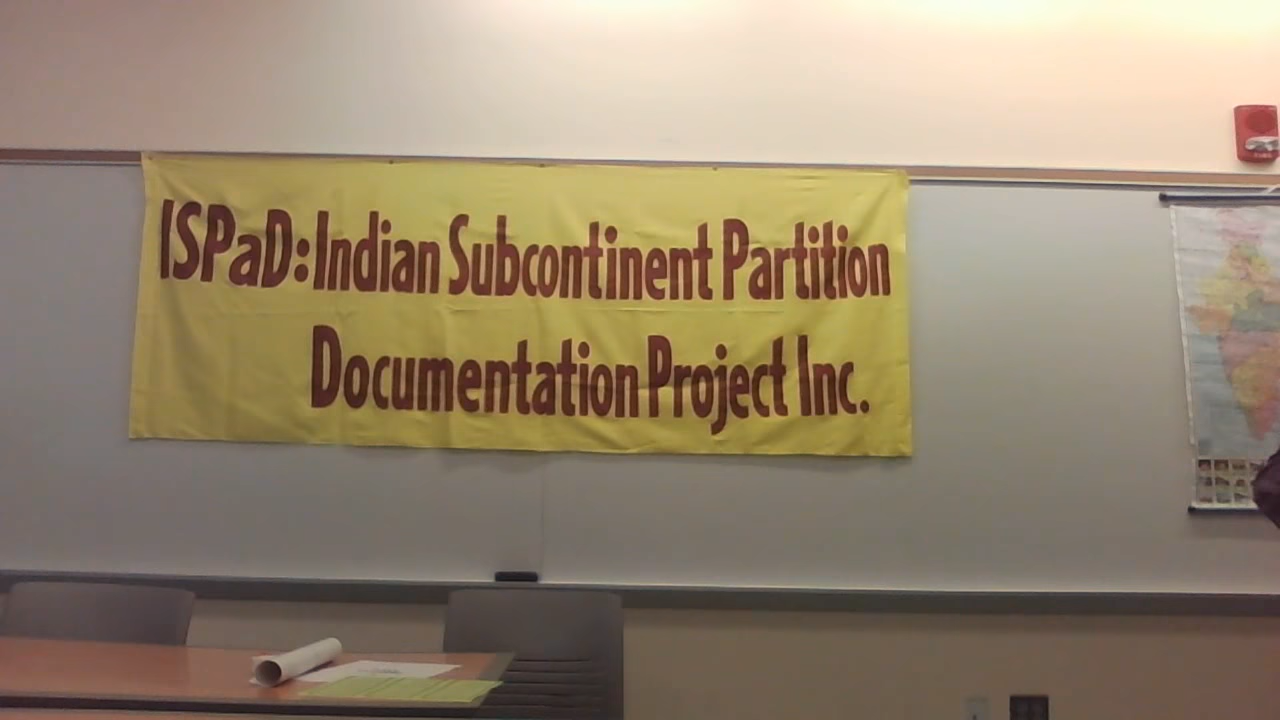 ISPaD: Indian Subcontinent Partition
Documentation Project Inc.